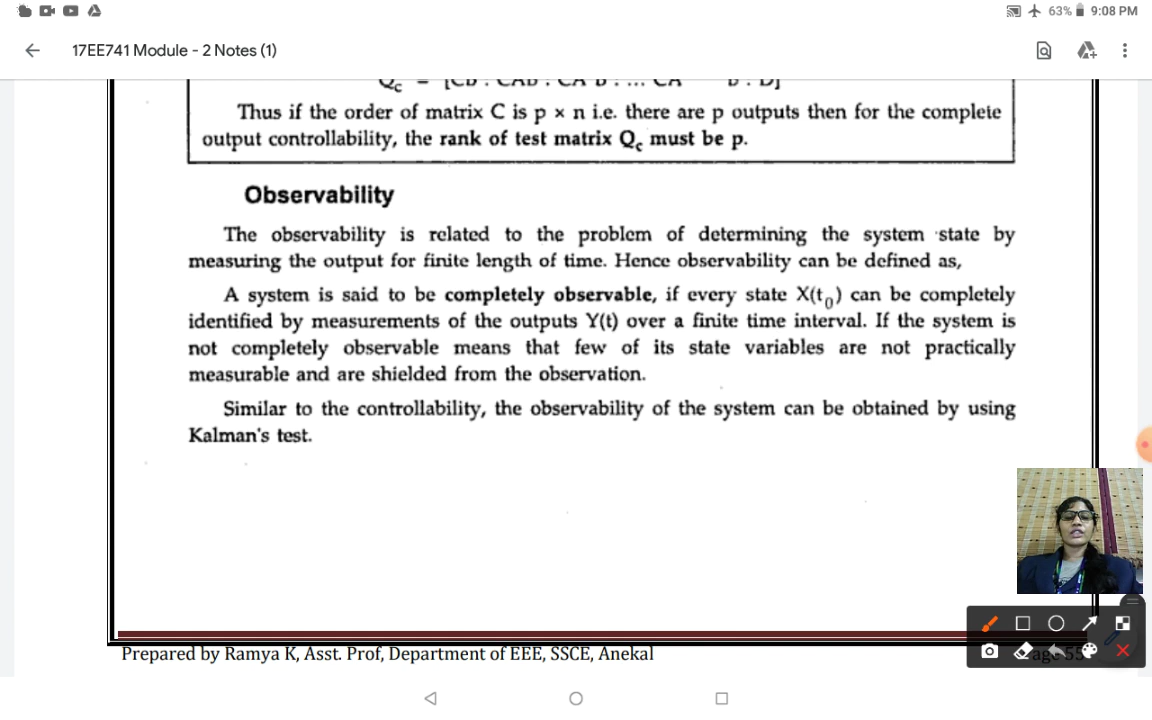 63% 9:08 PM
17EE741 Module - 2 Notes (1)
Thus if the order of matrix C is p × n i.e. there are p outputs then for the complete
output controllability, the rank of test matrix Qc must be p.
Observability
The observability is related to the problem of determining the system state by
measuring the output for finite length of time. Hence observability can be defined as,
A system is said to be completely observable, if every state X(t0) can be completely
identified by measurements of the outputs Y(t) over a finite time interval. If the system is
not completely observable means that few of its state variables are not practically
measurable and are shielded from the observation.
Similar to the controllability, the observability of the system can be obtained by using
Kalman's test.
Prepared by Ramya K, Asst. Prof, Department of EEE, SSCE, Anekal